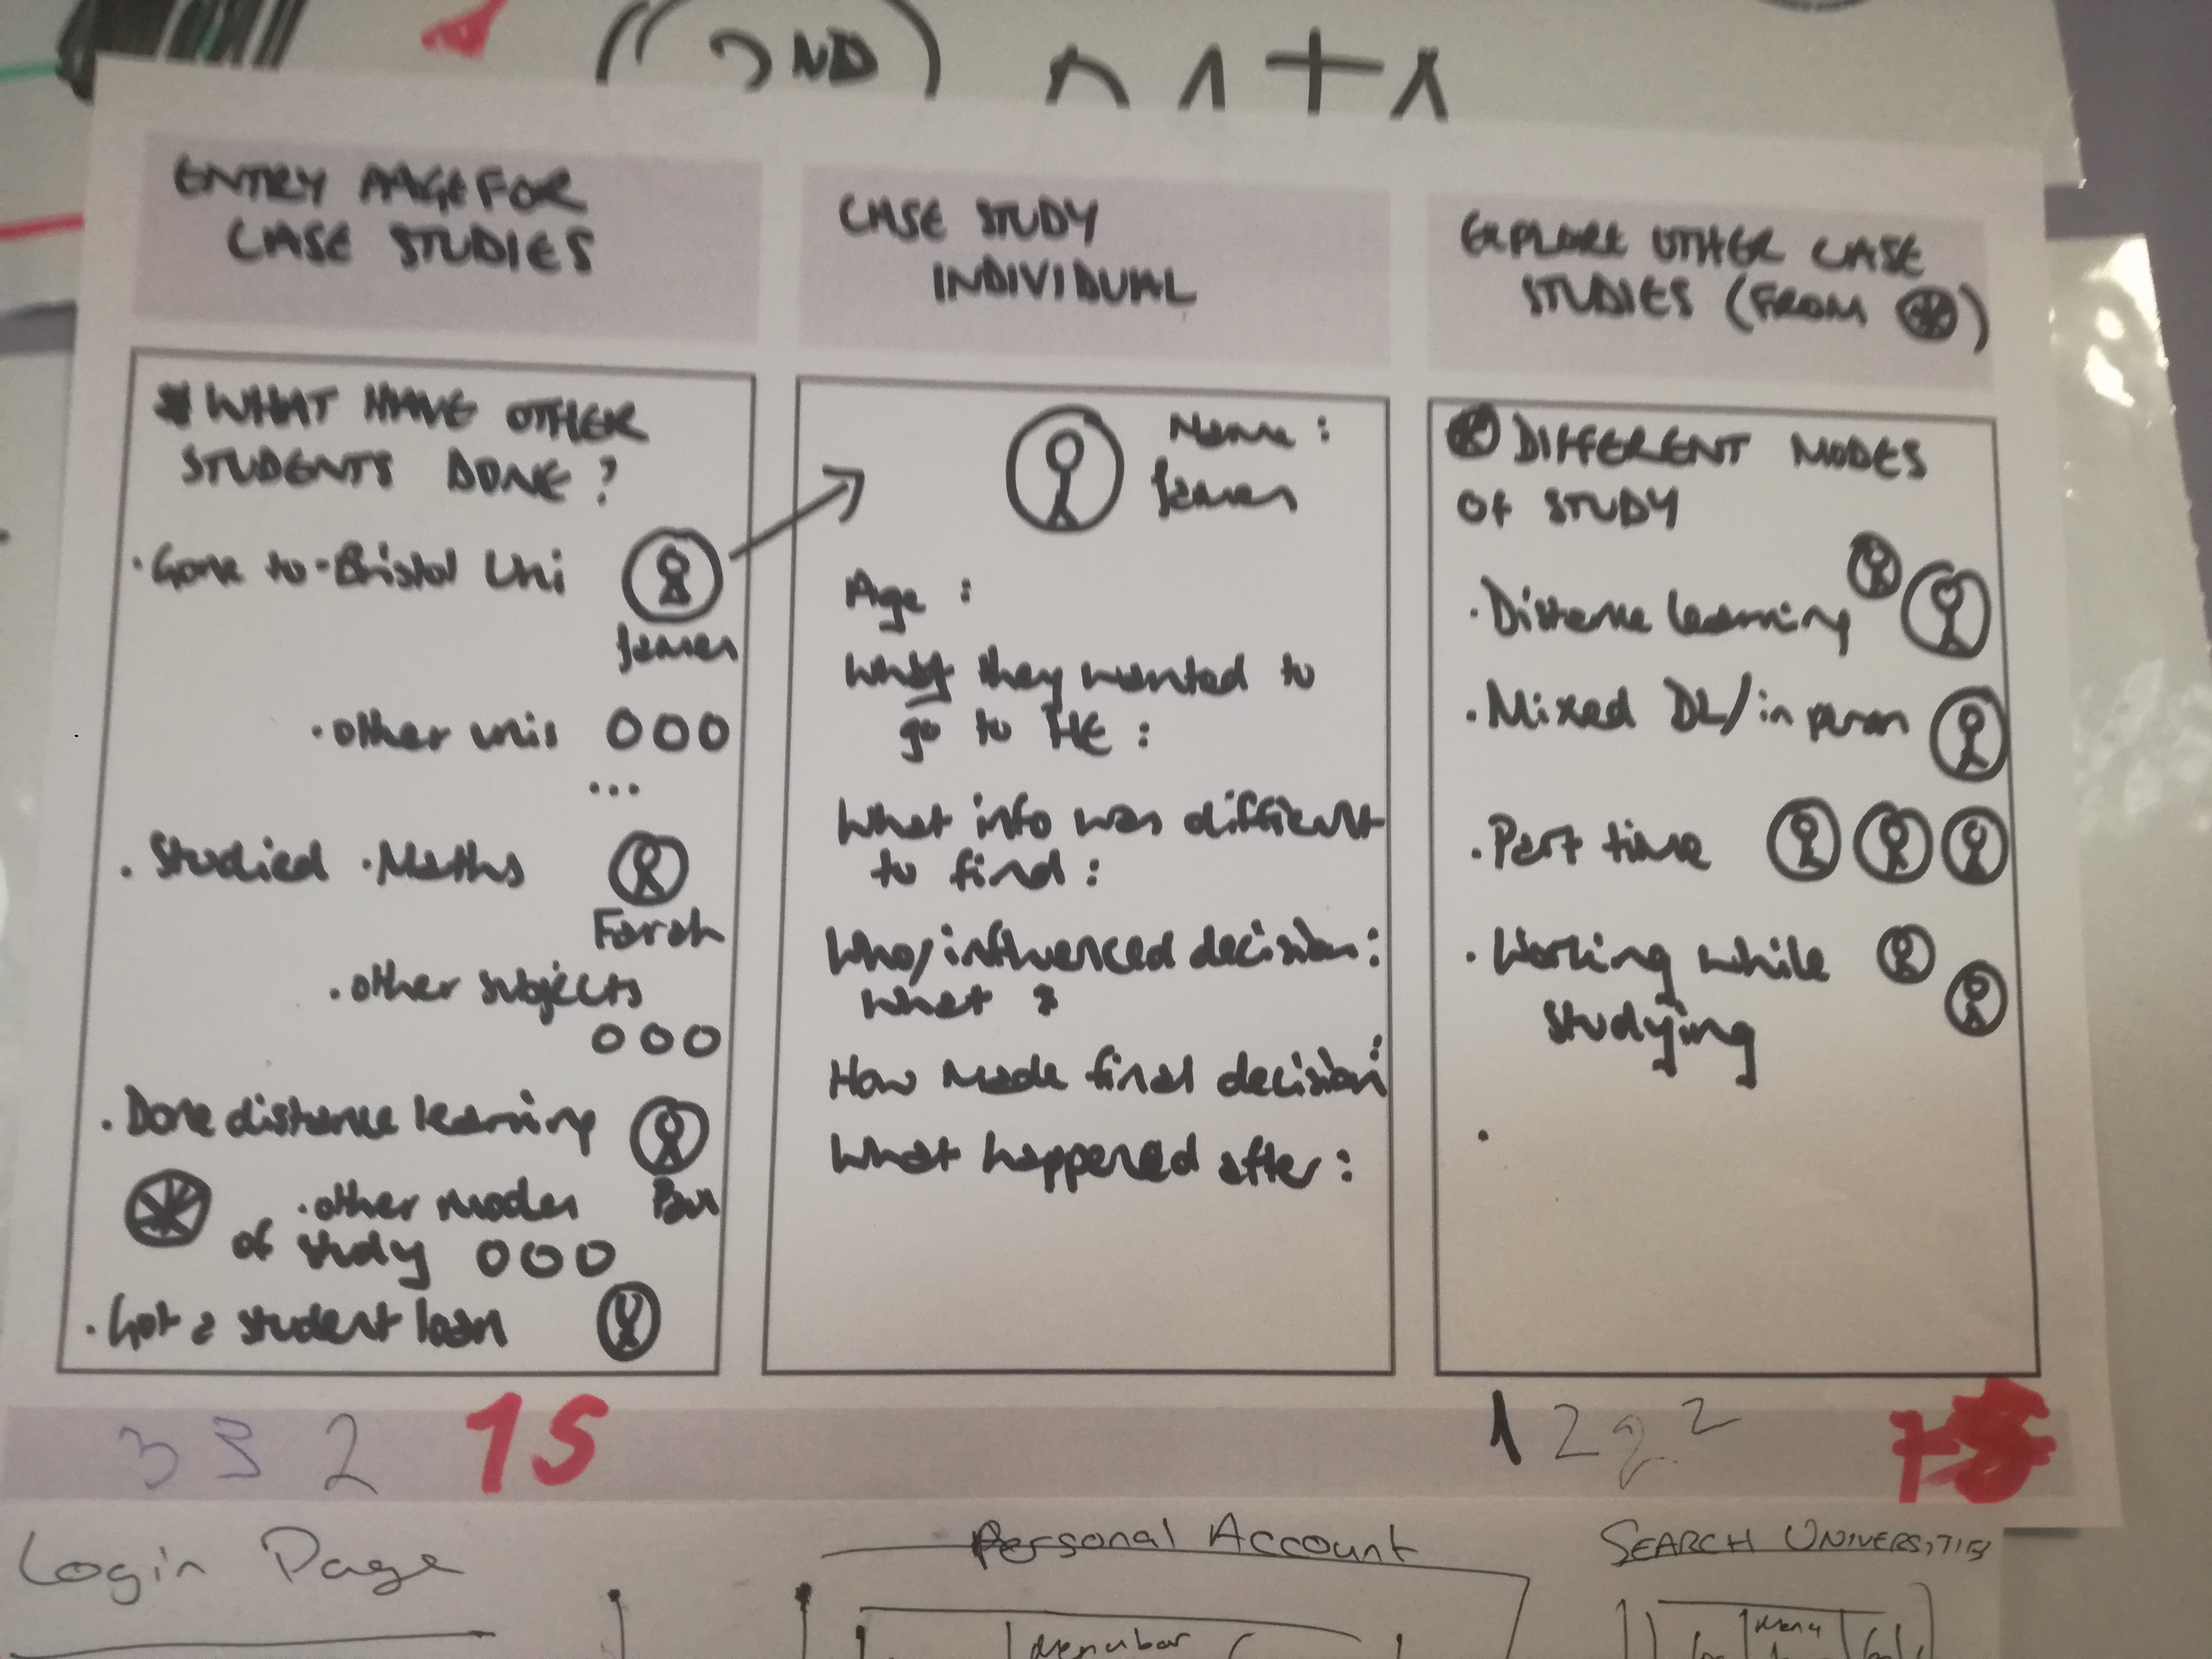 (2ND)
ENTRY PAGE FOR
CASE STUDIES
WHAT HAVE OTHER
STUDENTS DONE?
· Gone to Bristol Uni
James
· other unis
...
· Studied Maths
Farah
· other subjects
· Done distance learning
· other modes
of study
· Got a student loan
3 3 2 15
CASE STUDY
INDIVIDUAL
Name:
James
Age:
they wanted to
go to HE:
What info was difficult
to find:
Who/influenced decision:
what
How made final decision:
What happened after:
EXPLORE OTHER CASE
STUDIES (FROM )
DIFFERENT MODES
OF STUDY
· Distance learning
· Mixed DL/in person
· Part time
· Working while
studying
1 2 2 2
Login Page
Personal Account
Menubar
SEARCH UNIVERSITIES
Menu